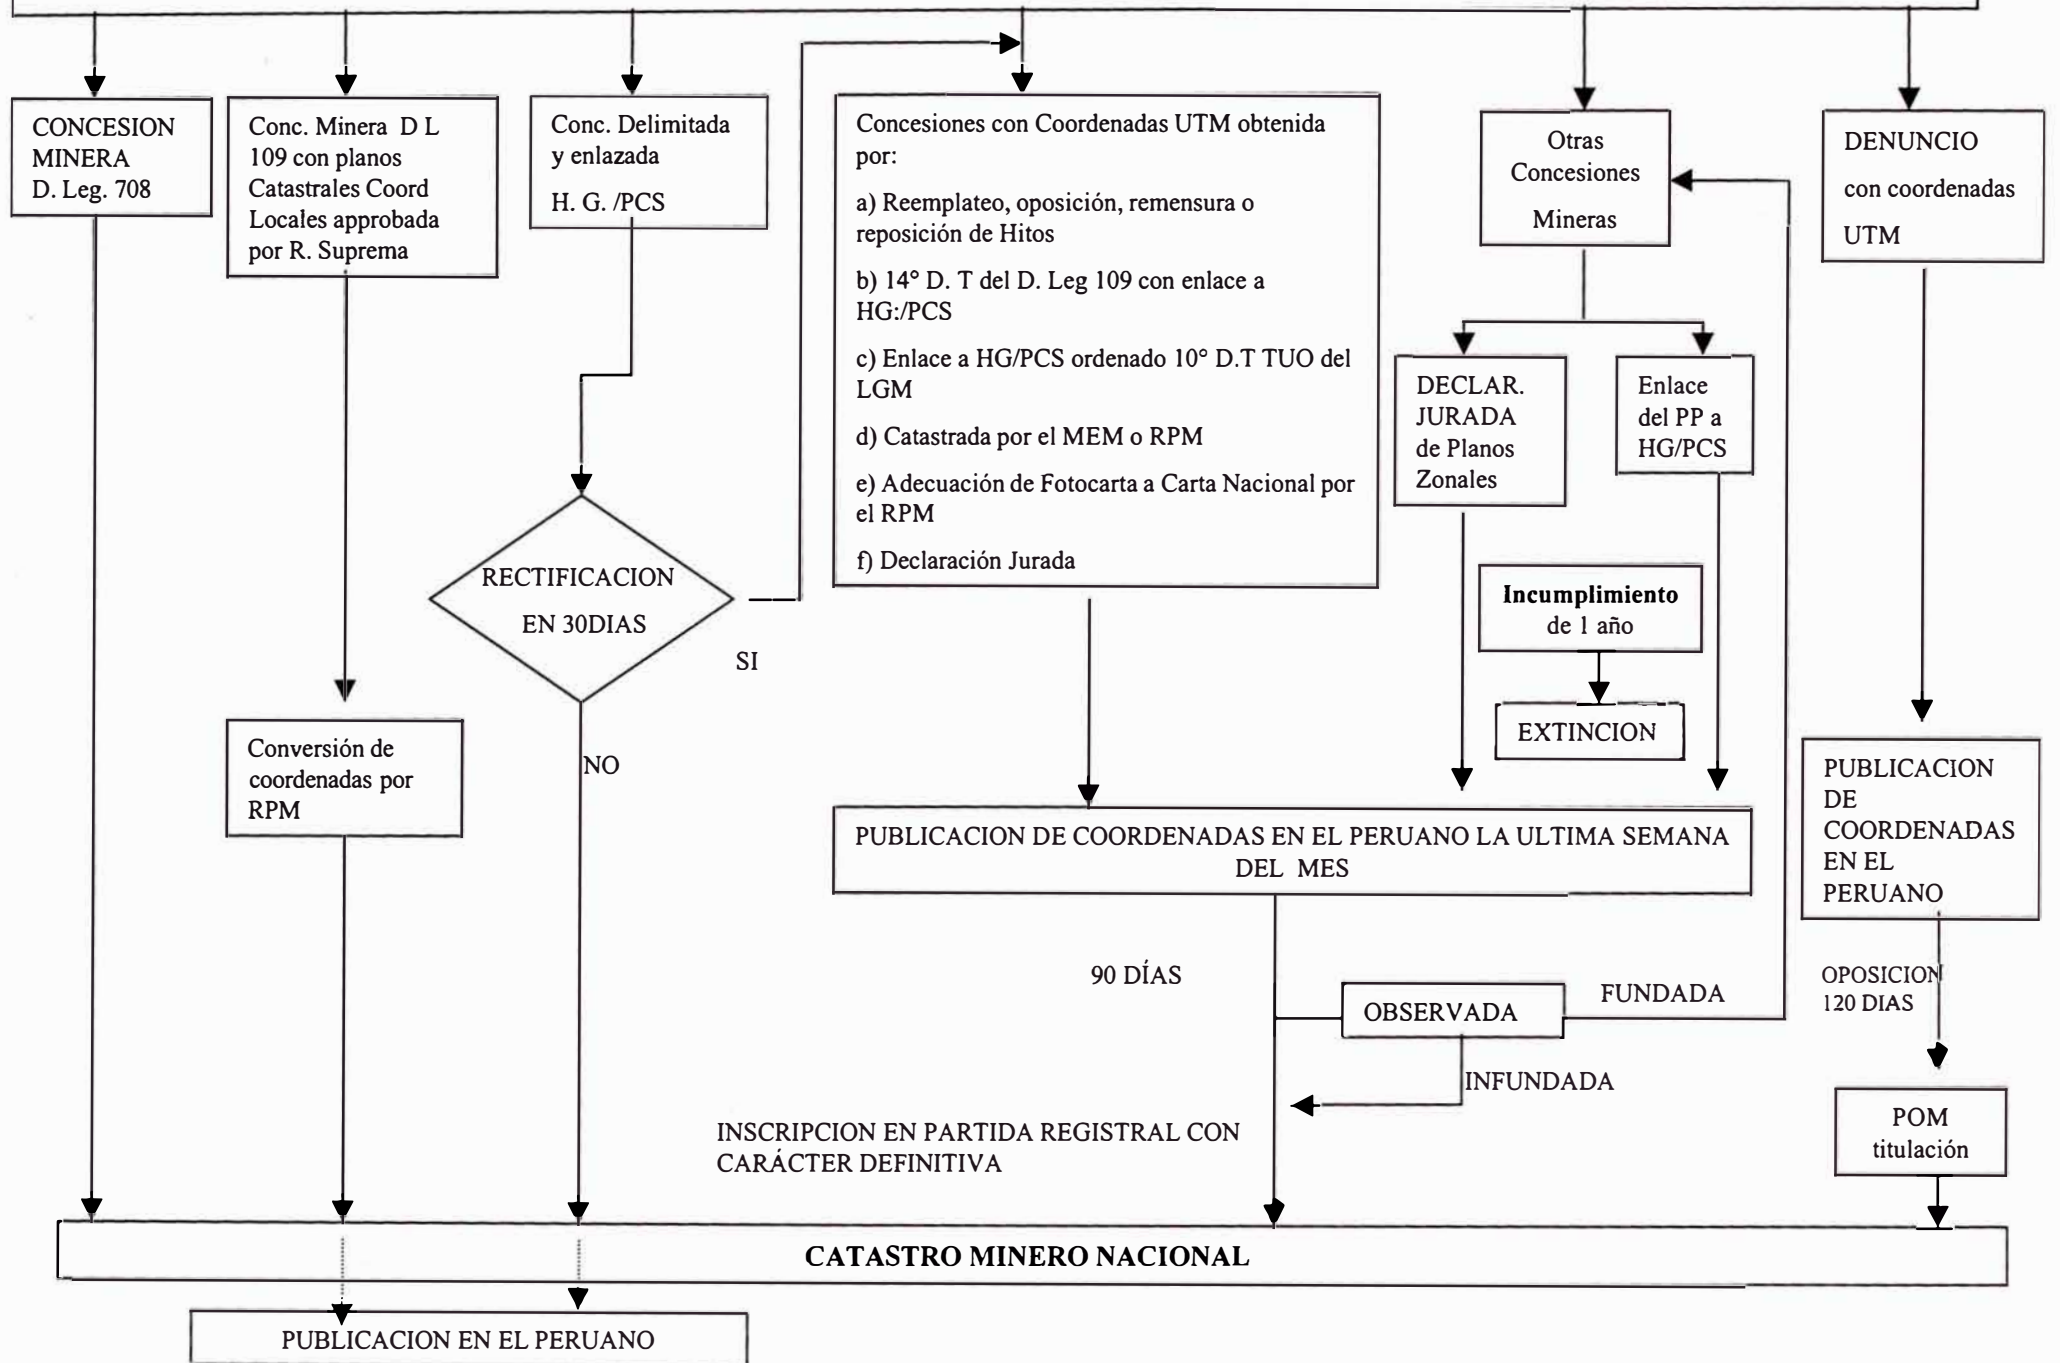 CONCESION
MINERA
D. Leg. 708
Conc. Minera D L
109 con planos
Catastrales Coord
Locales approbada
por R. Suprema
Conc. Delimitada
y enlazada
H. G. /PCS
Concesiones con Coordenadas UTM obtenida
por:
a) Reemplateo, oposición, remensura o
reposición de Hitos
b) 14° D. T del D. Leg 109 con enlace a
HG:/PCS
c) Enlace a HG/PCS ordenado 10° D.T TUO del
LGM
d) Catastrada por el MEM o RPM
e) Adecuación de Fotocarta a Carta Nacional por
el RPM
f) Declaración Jurada
Otras
Concesiones
Mineras
DENUNCIO
con coordenadas
UTM
DECLAR.
JURADA
de Planos
Zonales
Enlace
del PP a
HG/PCS
RECTIFICACION
EN 30DIAS
SI
NO
Incumplimiento
de 1 año
EXTINCION
Conversión de
coordenadas por
RPM
PUBLICACION DE COORDENADAS EN EL PERUANO LA ULTIMA SEMANA
DEL MES
PUBLICACION
DE
COORDENADAS
EN EL
PERUANO
90 DÍAS
OBSERVADA
FUNDADA
INFUNDADA
OPOSICION
120 DIAS
POM
titulación
INSCRIPCION EN PARTIDA REGISTRAL CON
CARÁCTER DEFINITIVA
CATASTRO MINERO NACIONAL
PUBLICACION EN EL PERUANO